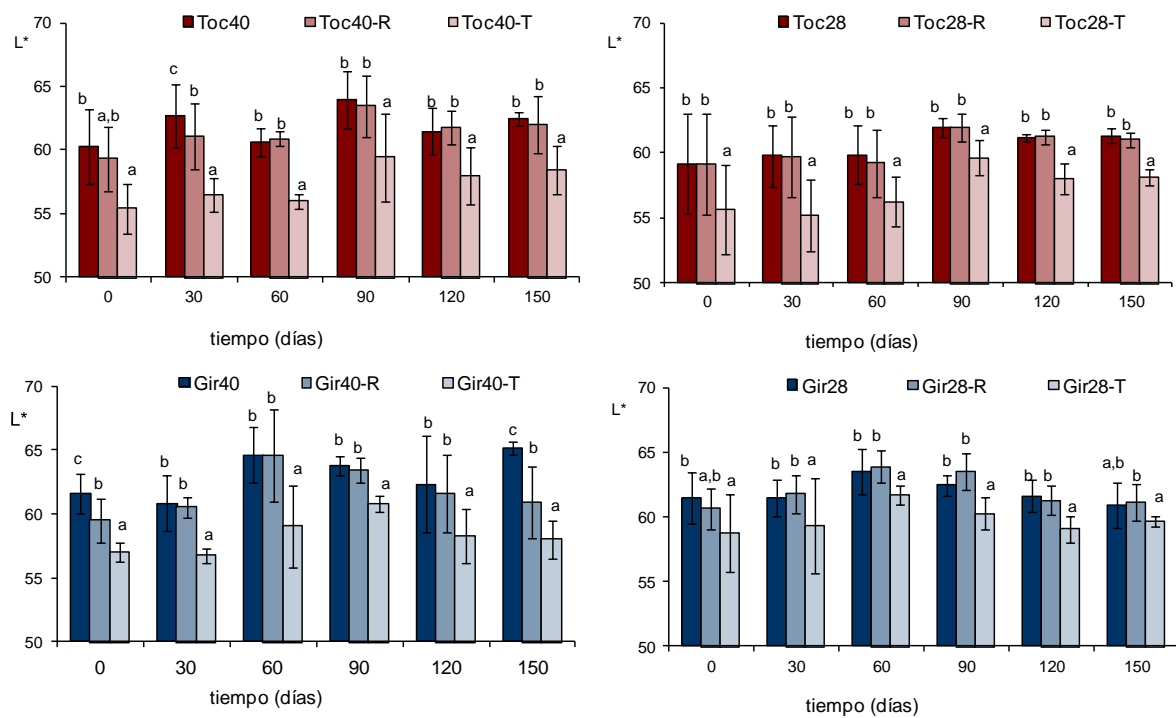 Toc40 Toc40-R Toc40-T
L*
70
65
60
55
50
b a,b a c b a b b a b b a b b a b b a
0 30 60 90 120 150
tiempo (días)
Toc28 Toc28-R Toc28-T
L*
70
65
60
55
50
b b a b b a b b a b b a b b a b b a
0 30 60 90 120 150
tiempo (días)
Gir40 Gir40-R Gir40-T
L*
70
65
60
55
50
c b a b b a b b a b b a b b a c b a
0 30 60 90 120 150
tiempo (días)
Gir28 Gir28-R Gir28-T
L*
70
65
60
55
50
b a,b a b b a b b a b b a b b a a,b b a
0 30 60 90 120 150
tiempo (días)